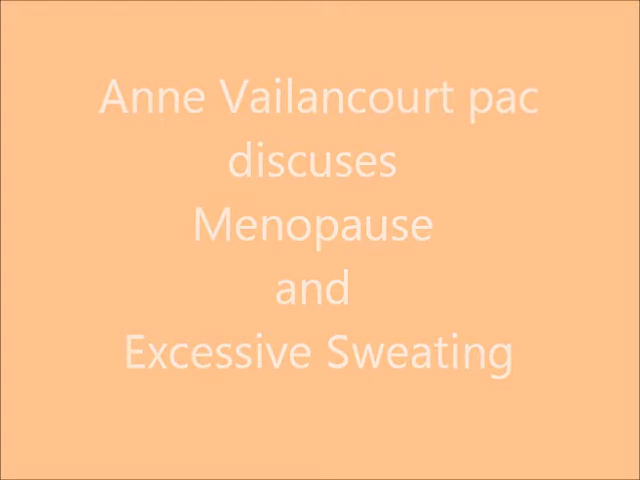 Anne Vailancourt pac
discuses
Menopause
and
Excessive Sweating